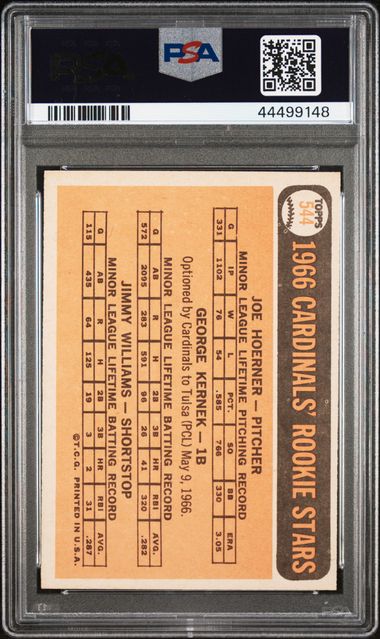 PSA
PSA
44499148
TOPPS
544
1966 CARDINALS' ROOKIE STARS
JOE HOERNER — PITCHER
MINOR LEAGUE LIFETIME PITCHING RECORD
G IP W L PCT. SO BB ERA
331 1102 76 54 .585 766 330 3.05
GEORGE KERNEK — 1B
Optioned by Cardinals to Tulsa (PCL) May 9, 1966.
MINOR LEAGUE LIFETIME BATTING RECORD
G AB R H 2B 3B HR RBI AVG.
572 2095 283 591 96 26 41 320 .282
JIMMY WILLIAMS — SHORTSTOP
MINOR LEAGUE LIFETIME BATTING RECORD
G AB R H 2B 3B HR RBI AVG.
115 435 64 125 19 3 2 31 .287
© T.C.G. PRINTED IN U.S.A.